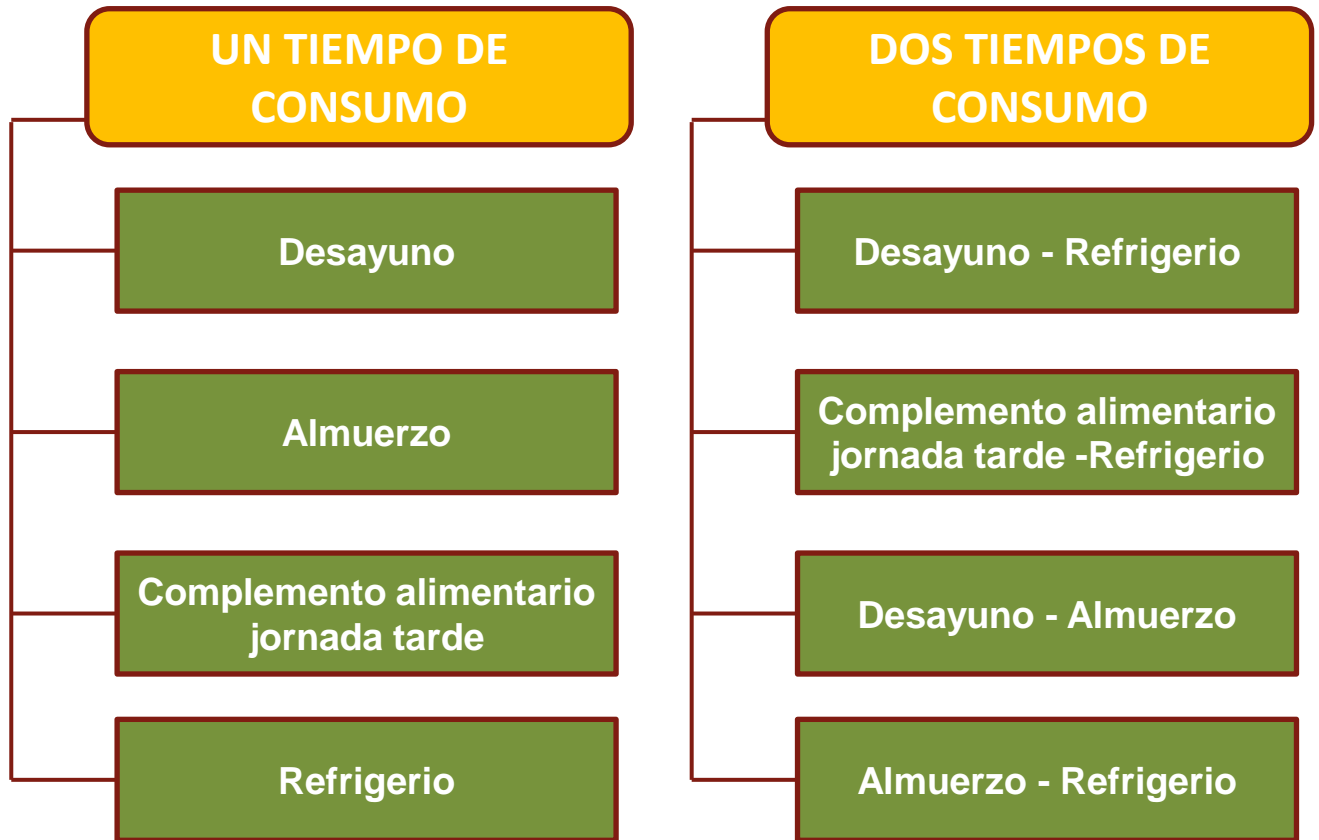 UN TIEMPO DE
CONSUMO
Desayuno
Almuerzo
Complemento alimentario
jornada tarde
Refrigerio
DOS TIEMPOS DE
CONSUMO
Desayuno - Refrigerio
Complemento alimentario
jornada tarde -Refrigerio
Desayuno - Almuerzo
Almuerzo - Refrigerio